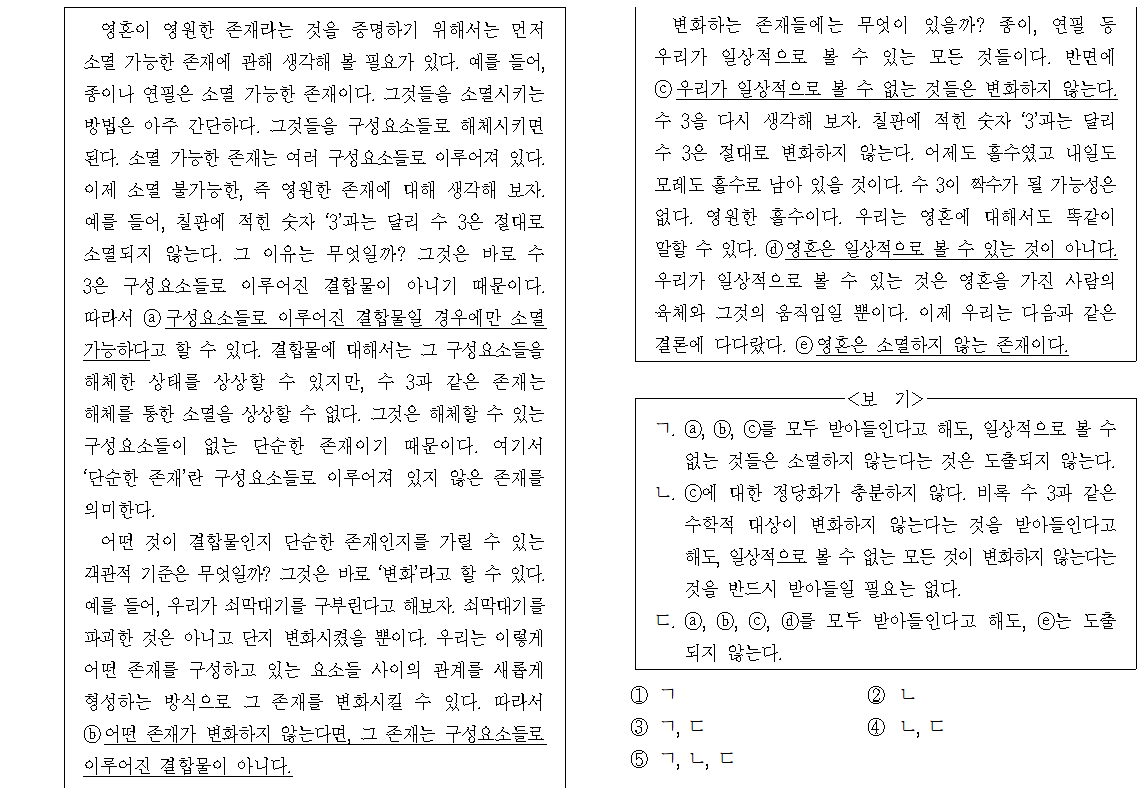 영혼이 영원한 존재라는 것을 증명하기 위해서는 먼저
소멸 가능한 존재에 관해 생각해 볼 필요가 있다. 예를 들어,
종이나 연필은 소멸 가능한 존재이다. 그것들을 소멸시키는
방법은 아주 간단하다. 그것들을 구성요소들로 해체시키면
된다. 소멸 가능한 존재는 여러 구성요소들로 이루어져 있다.
이제 소멸 불가능한, 즉 영원한 존재에 대해 생각해 보자.
예를 들어, 칠판에 적힌 숫자 ‘3’과는 달리 수 3은 절대로
소멸되지 않는다. 그 이유는 무엇일까? 그것은 바로 수
3은 구성요소들로 이루어진 결합물이 아니기 때문이다.
따라서 ⓐ구성요소들로 이루어진 결합물일 경우에만 소멸
가능하다고 할 수 있다. 결합물에 대해서는 그 구성요소들을
해체한 상태를 상상할 수 있지만, 수 3과 같은 존재는
해체를 통한 소멸을 상상할 수 없다. 그것은 해체할 수 있는
구성요소들이 없는 단순한 존재이기 때문이다. 여기서
‘단순한 존재’란 구성요소들로 이루어져 있지 않은 존재를
의미한다.
어떤 것이 결합물인지 단순한 존재인지를 가릴 수 있는
객관적 기준은 무엇일까? 그것은 바로 ‘변화’라고 할 수 있다.
예를 들어, 우리가 쇠막대기를 구부린다고 해보자. 쇠막대기를
파괴한 것은 아니고 단지 변화시켰을 뿐이다. 우리는 이렇게
어떤 존재를 구성하고 있는 요소들 사이의 관계를 새롭게
형성하는 방식으로 그 존재를 변화시킬 수 있다. 따라서
ⓑ어떤 존재가 변화하지 않는다면, 그 존재는 구성요소들로
이루어진 결합물이 아니다.
변화하는 존재들에는 무엇이 있을까? 종이, 연필 등
우리가 일상적으로 볼 수 있는 모든 것들이다. 반면에
ⓒ우리가 일상적으로 볼 수 없는 것들은 변화하지 않는다.
수 3을 다시 생각해 보자. 칠판에 적힌 숫자 ‘3’과는 달리
수 3은 절대로 변화하지 않는다. 어제도 홀수였고 내일도
모레도 홀수로 남아 있을 것이다. 수 3이 짝수가 될 가능성은
없다. 영원한 홀수이다. 우리는 영혼에 대해서도 똑같이
말할 수 있다. ⓓ영혼은 일상적으로 볼 수 있는 것이 아니다.
우리가 일상적으로 볼 수 있는 것은 영혼을 가진 사람의
육체와 그것의 움직임일 뿐이다. 이제 우리는 다음과 같은
결론에 다다랐다. ⓔ영혼은 소멸하지 않는 존재이다.
<보 기>
ㄱ. ⓐ, ⓑ, ⓒ를 모두 받아들인다고 해도, 일상적으로 볼 수
없는 것들은 소멸하지 않는다는 것은 도출되지 않는다.
ㄴ. ⓒ에 대한 정당화가 충분하지 않다. 비록 수 3과 같은
수학적 대상이 변화하지 않는다는 것을 받아들인다고
해도, 일상적으로 볼 수 없는 모든 것이 변화하지 않는다는
것을 반드시 받아들일 필요는 없다.
ㄷ. ⓐ, ⓑ, ⓒ, ⓓ를 모두 받아들인다고 해도, ⓔ는 도출
되지 않는다.
① ㄱ ② ㄴ
③ ㄱ, ㄷ ④ ㄴ, ㄷ
⑤ ㄱ, ㄴ, ㄷ